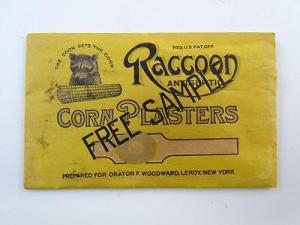 THE COON GETS THE CORN
REG. U.S. PAT. OFF.
Raccoon
ANTISEPTIC
CORN PLASTERS
FREE SAMPLE
PREPARED FOR ORATOR F. WOODWARD, LEROY, NEW YORK.